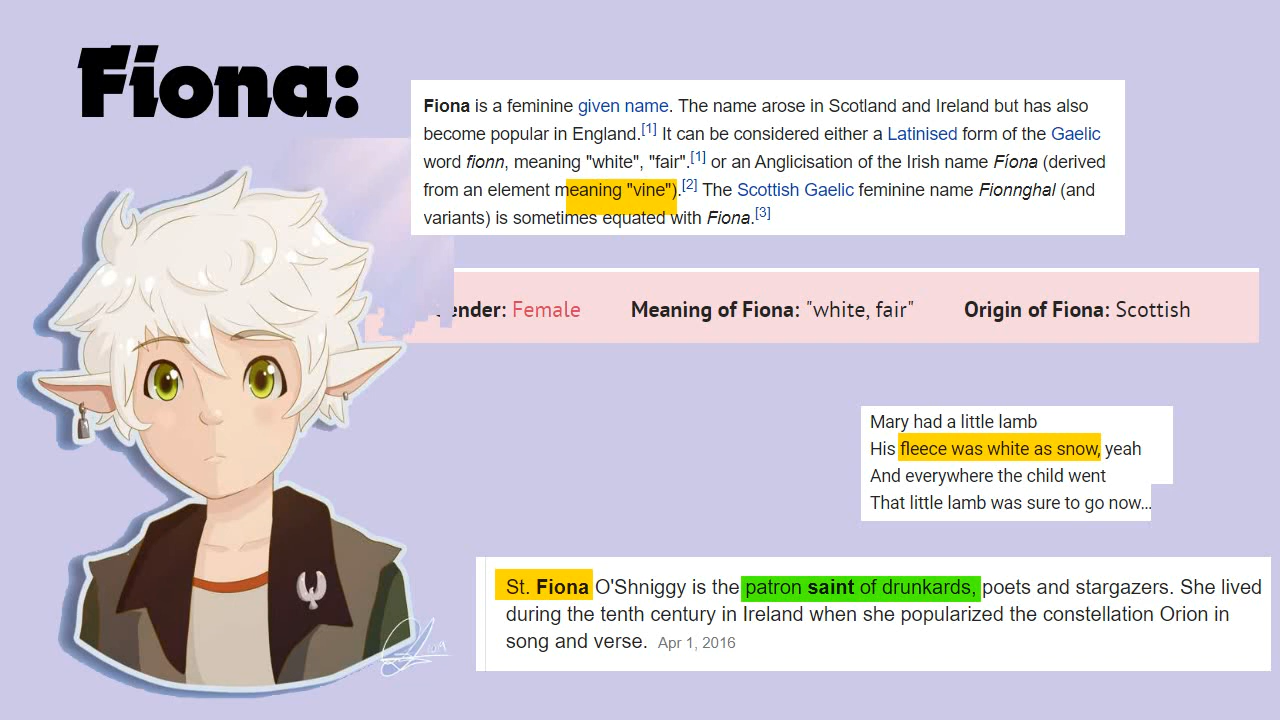 Fiona:
Fiona is a feminine given name. The name arose in Scotland and Ireland but has also
become popular in England.[1] It can be considered either a Latinised form of the Gaelic
word fionn, meaning "white", "fair".[1] or an Anglicisation of the Irish name Fíona (derived
from an element meaning "vine").[2] The Scottish Gaelic feminine name Fionnghal (and
variants) is sometimes equated with Fiona.[3]
ender: Female Meaning of Fiona: "white, fair" Origin of Fiona: Scottish
Mary had a little lamb
His fleece was white as snow, yeah
And everywhere the child went
That little lamb was sure to go now...
St. Fiona O'Shniggy is the patron saint of drunkards, poets and stargazers. She lived
during the tenth century in Ireland when she popularized the constellation Orion in
song and verse. Apr 1, 2016